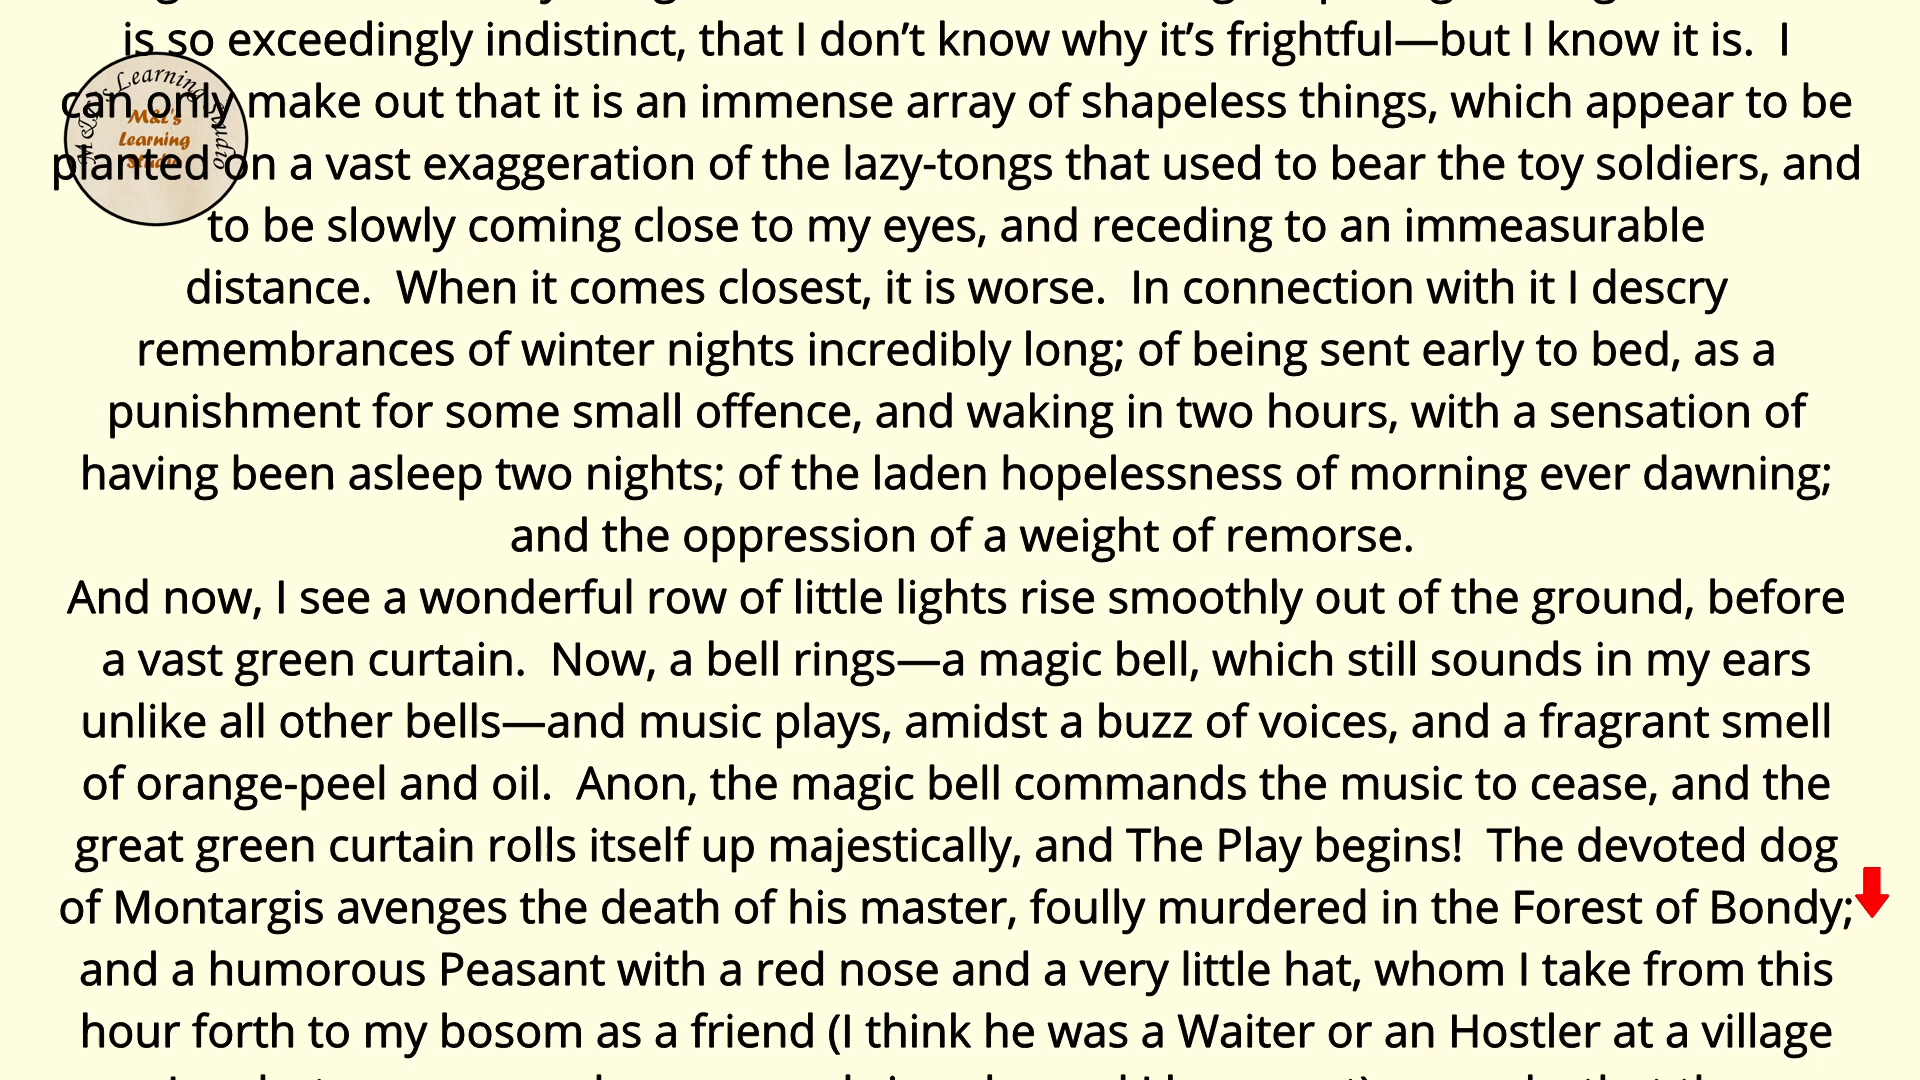 is so exceedingly indistinct, that I don’t know why it’s frightful—but I know it is.  I
can only make out that it is an immense array of shapeless things, which appear to be
planted on a vast exaggeration of the lazy-tongs that used to bear the toy soldiers, and
to be slowly coming close to my eyes, and receding to an immeasurable
distance.  When it comes closest, it is worse.  In connection with it I descry
remembrances of winter nights incredibly long; of being sent early to bed, as a
punishment for some small offence, and waking in two hours, with a sensation of
having been asleep two nights; of the laden hopelessness of morning ever dawning;
and the oppression of a weight of remorse.
And now, I see a wonderful row of little lights rise smoothly out of the ground, before
a vast green curtain.  Now, a bell rings—a magic bell, which still sounds in my ears
unlike all other bells—and music plays, amidst a buzz of voices, and a fragrant smell
of orange-peel and oil.  Anon, the magic bell commands the music to cease, and the
great green curtain rolls itself up majestically, and The Play begins!  The devoted dog
of Montargis avenges the death of his master, foully murdered in the Forest of Bondy;
and a humorous Peasant with a red nose and a very little hat, whom I take from this
hour forth to my bosom as a friend (I think he was a Waiter or an Hostler at a village
Learning Studio
Mat's
Learning
Studio